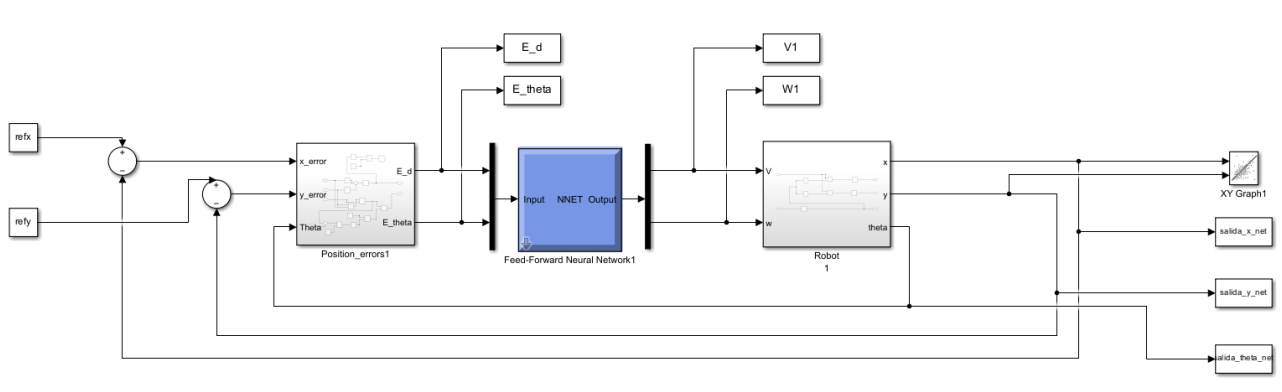 E_d
V1
E_theta
W1
refx
+
−
x_error
E_d
y_error
E_theta
Theta
Position_errors1
+
−
refy
Input
NNET
Output
Feed-Forward Neural Network1
V
x
y
w
theta
Robot
1
XY Graph1
salida_x_net
salida_y_net
alida_theta_net